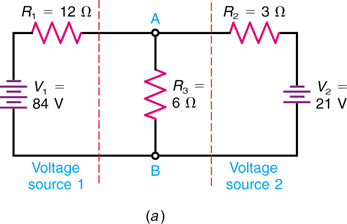 R₁ = 12 Ω
A
R₂ = 3 Ω
V₁ =
84 V
R₃ =
6 Ω
V₂ =
21 V
Voltage
source 1
B
Voltage
source 2
(a)